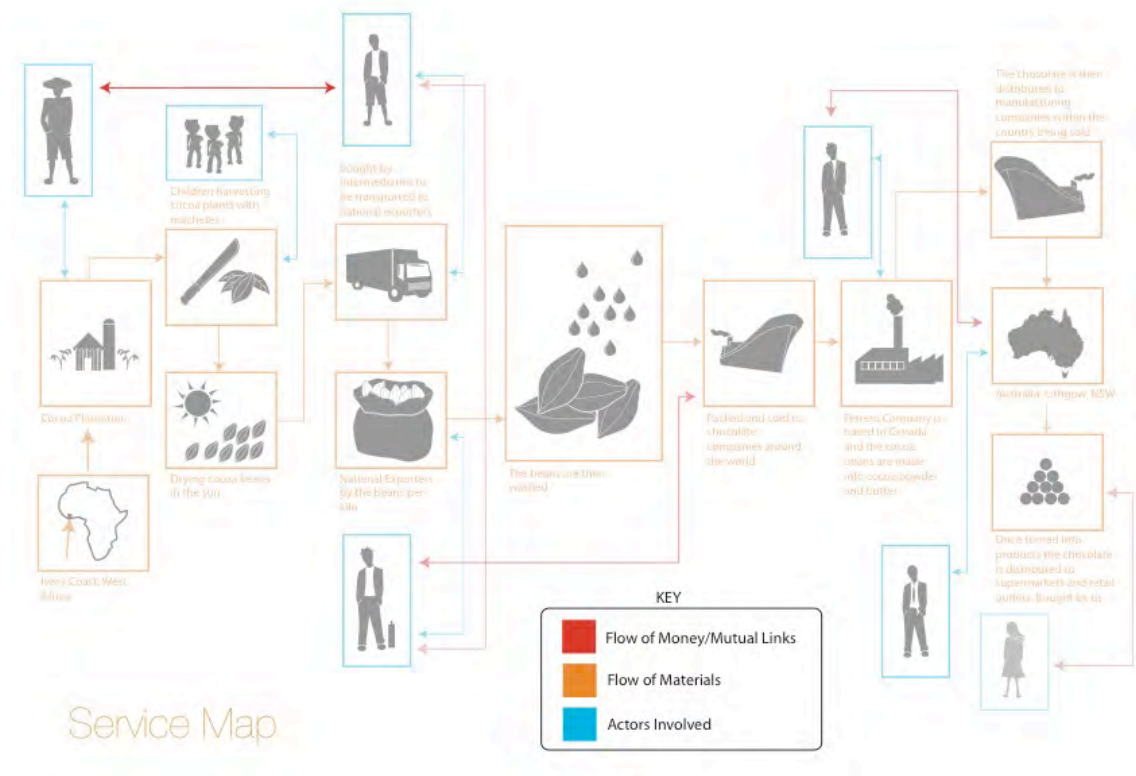 The chocolate is then
distributed to
manufacturing
companies within the
country being sold
Children harvesting
cocoa plants with
machetes
Bought by
intermediaries to
be transported to
national exporters
Cocoa Plantation
Drying cocoa beans
in the sun
National Exporters
by the beans per
kilo
The beans are then
washed
Packed and sold to
chocolate
companies around
the world
Ferrero Company is
based in Canada
and the cocoa
beans are made
into cocoa powder
and butter
Australia: Lithgow, NSW
Ivory Coast, West
Africa
Once formed into
products the chocolate
is distributed to
supermarkets and retail
outlets. Bought by us
KEY
Flow of Money/Mutual Links
Flow of Materials
Actors Involved
Service Map